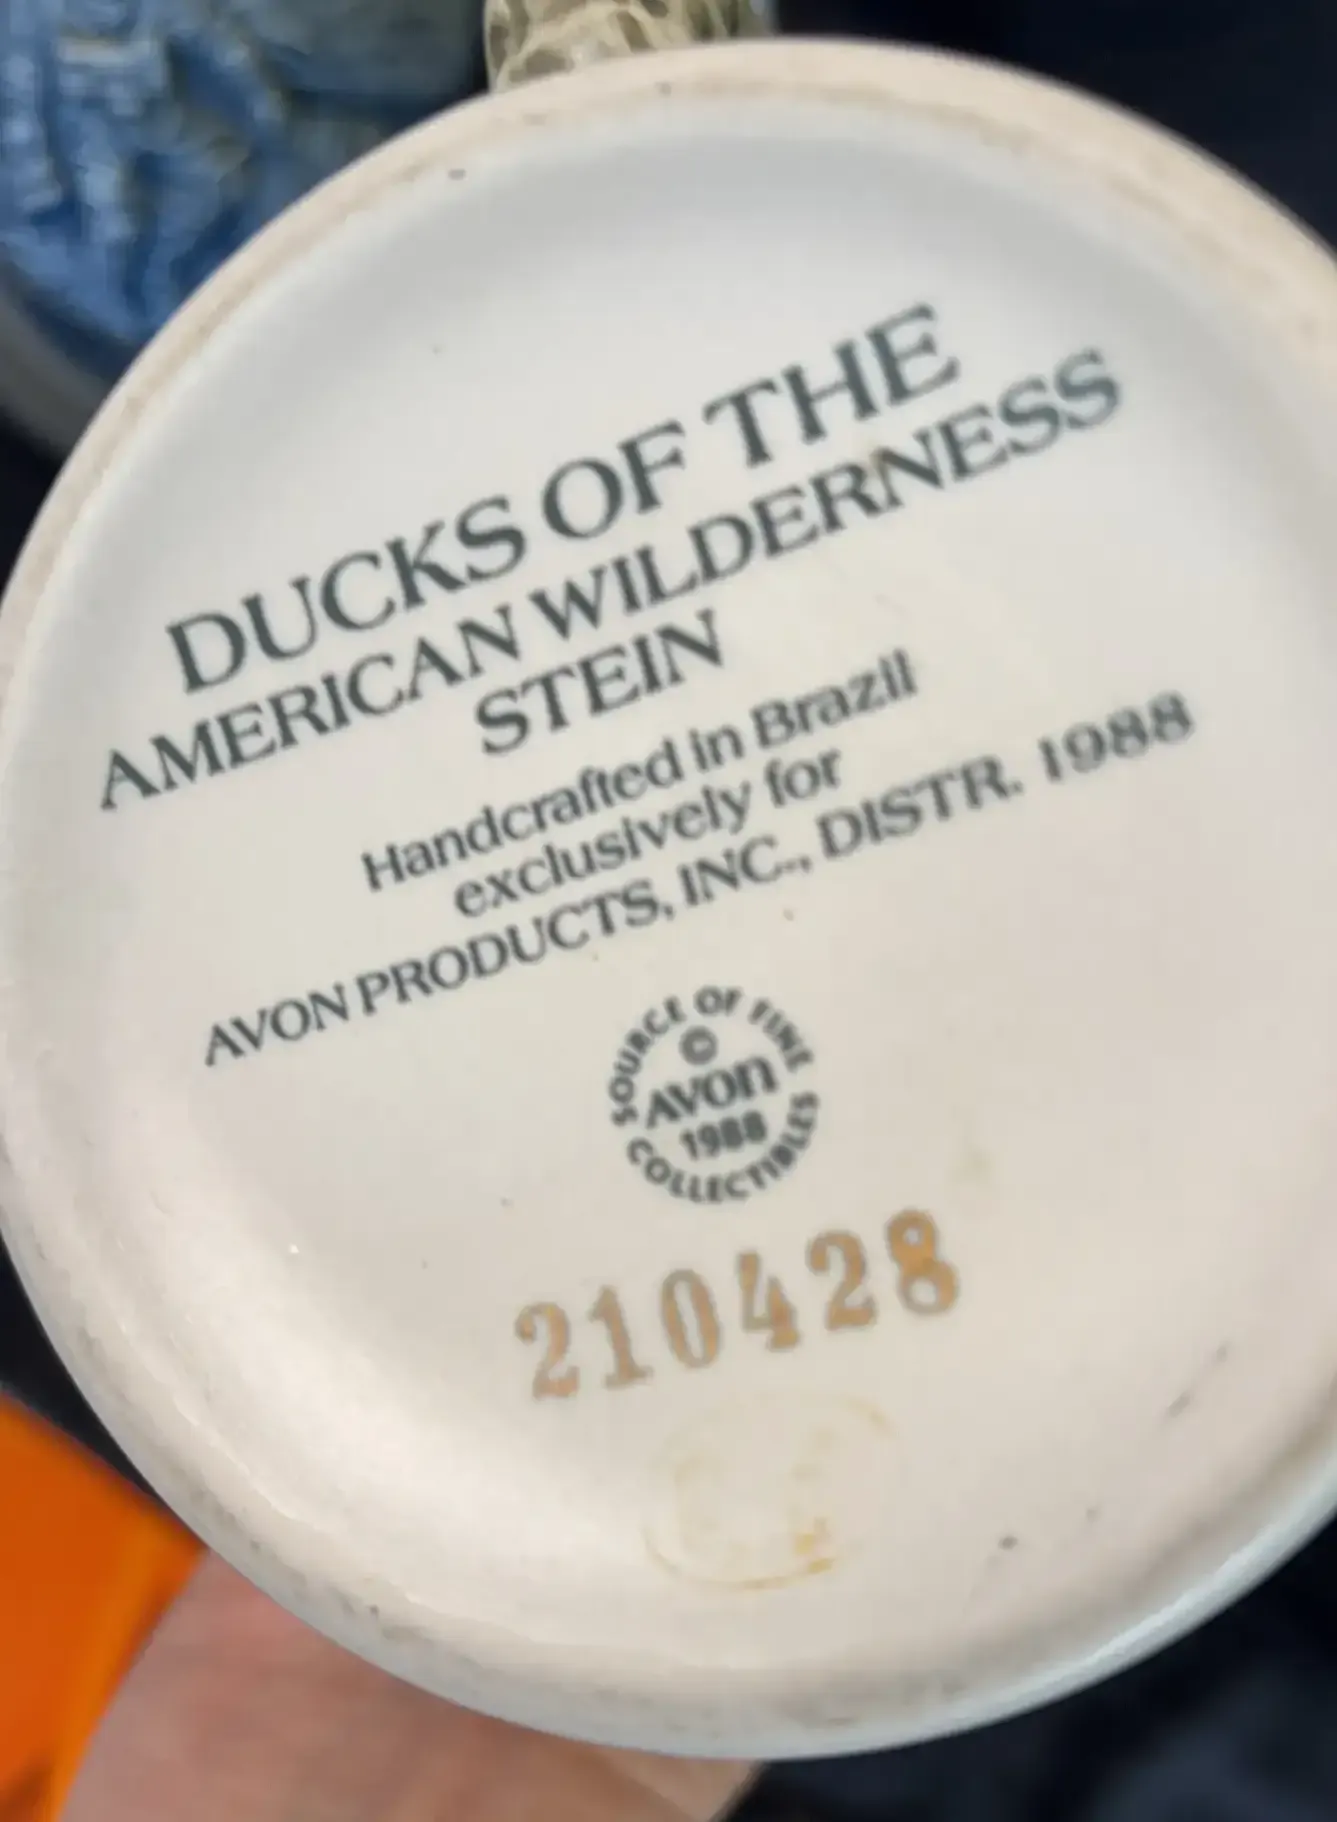 DUCKS OF THE
AMERICAN WILDERNESS
STEIN
Handcrafted in Brazil
exclusively for
AVON PRODUCTS, INC., DISTR. 1988
SOURCE OF FINE
©
AVON
1988
COLLECTIBLES
210428